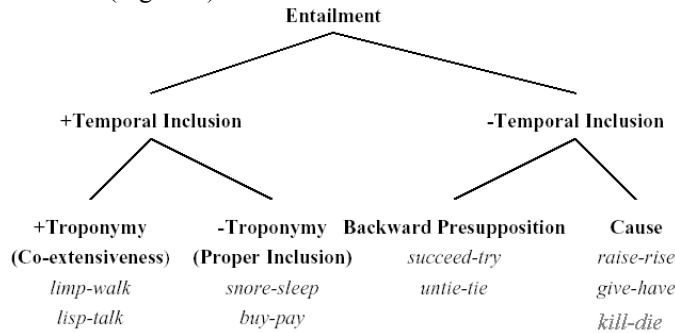 Entailment
+Temporal Inclusion -Temporal Inclusion
+Troponymy -Troponymy Backward Presupposition Cause
(Co-extensiveness) (Proper Inclusion) succeed-try raise-rise
limp-walk snore-sleep untie-tie give-have
lisp-talk buy-pay kill-die